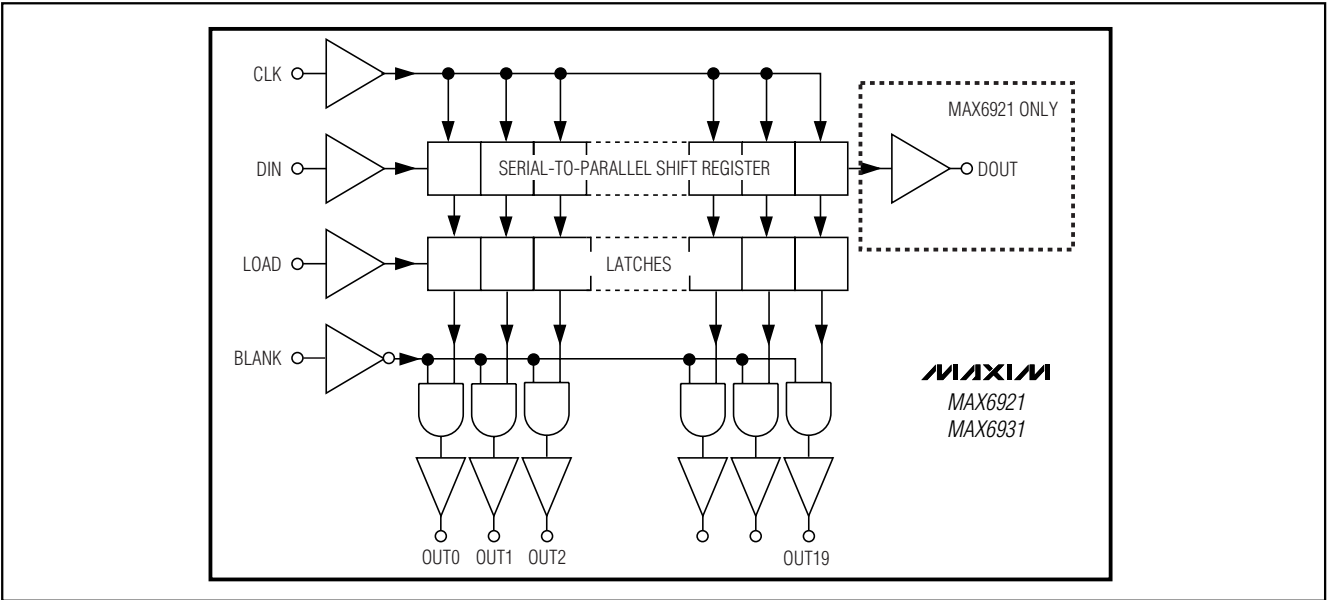 CLK
MAX6921 ONLY
DIN
SERIAL-TO-PARALLEL SHIFT REGISTER
DOUT
LOAD
LATCHES
BLANK
MAXIM
MAX6921
MAX6931
OUT0 OUT1 OUT2 OUT19